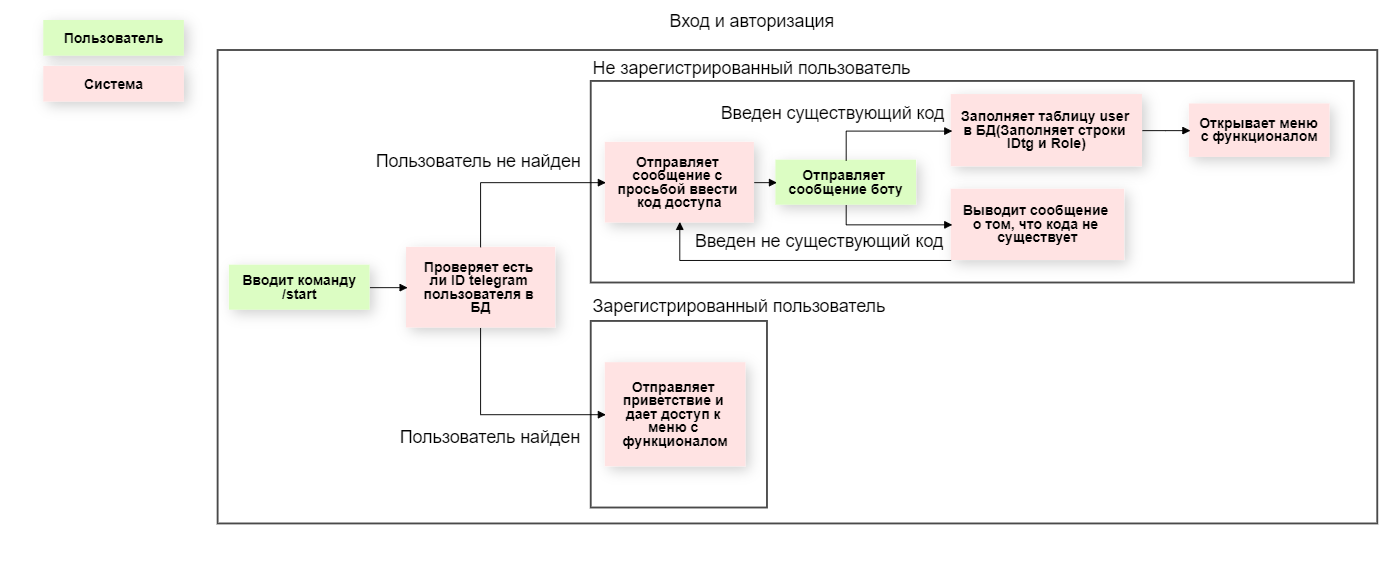 Вход и авторизация
Пользователь
Система
Не зарегистрированный пользователь
Введен существующий код
Заполняет таблицу user
в БД(Заполняет строки
IDtg и Role)
Открывает меню
с функционалом
Пользователь не найден
Отправляет
сообщение с
просьбой ввести
код доступа
Отправляет
сообщение боту
Выводит сообщение
о том, что кода не
существует
Введен не существующий код
Вводит команду
/start
Проверяет есть
ли ID telegram
пользователя в
БД
Зарегистрированный пользователь
Отправляет
приветствие и
дает доступ к
меню с
функционалом
Пользователь найден